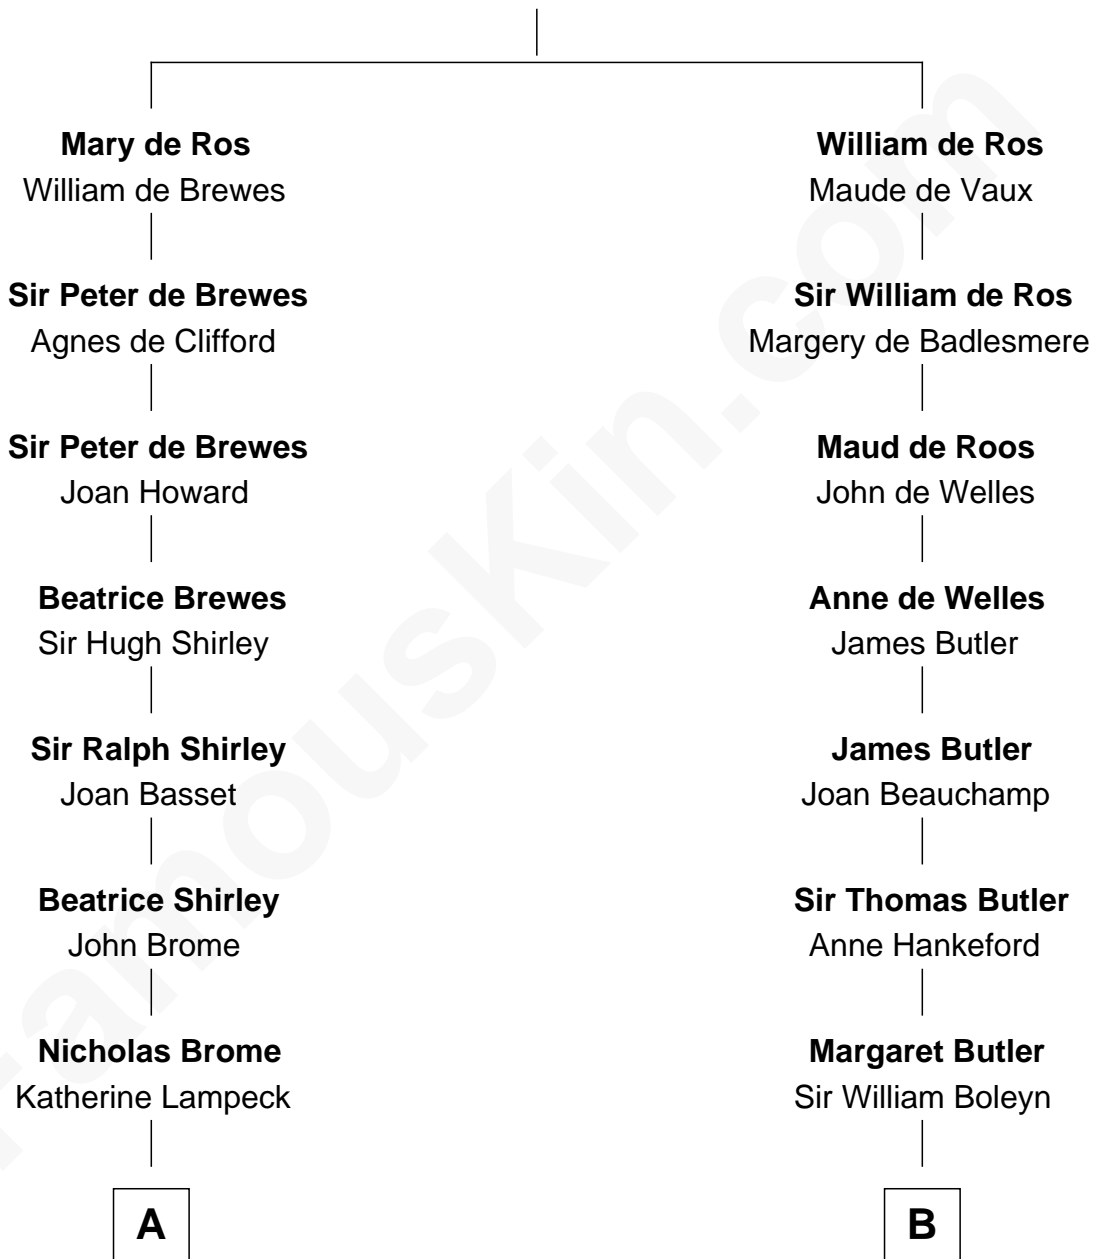 Mary de Ros
William de Brewes
Sir Peter de Brewes
Agnes de Clifford
Sir Peter de Brewes
Joan Howard
Beatrice Brewes
Sir Hugh Shirley
Sir Ralph Shirley
Joan Basset
Beatrice Shirley
John Brome
Nicholas Brome
Katherine Lampeck
A
William de Ros
Maude de Vaux
Sir William de Ros
Margery de Badlesmere
Maud de Roos
John de Welles
Anne de Welles
James Butler
James Butler
Joan Beauchamp
Sir Thomas Butler
Anne Hankeford
Margaret Butler
Sir William Boleyn
B
FamousKin.com